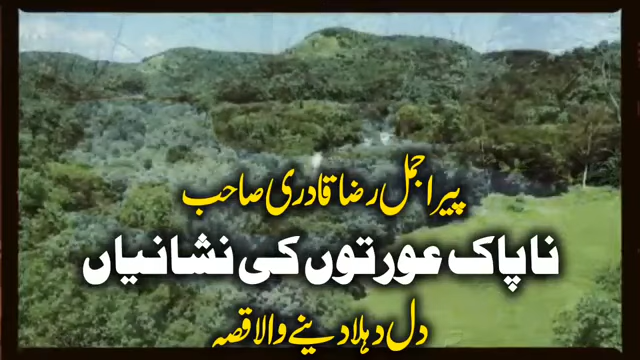 پیر اجمل رضا قادری صاحب
ناپاک عورتوں کی نشانیاں
دل دہلا دینے والا قصہ